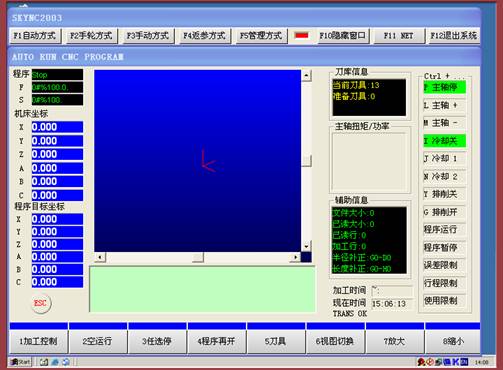 SKYNC2003
F1自动方式 F2手轮方式 F3手动方式 F4返参方式 F5管理方式 F10隐藏窗口 F11 NET F12退出系统
AUTO RUN CNC PROGRAM
程序 Stop
F 0#%100.0.
S 0#%100.
机床坐标
X 0.000
Y 0.000
Z 0.000
A 0.000
B 0.000
C 0.000
程序目标坐标
X 0.000
Y 0.000
Z 0.000
A 0.000
B 0.000
C 0.000
ESC
刀库信息
当前刀具:13
准备刀具:0
主轴扭矩/功率
辅助信息
文件大小:0
已读大小:0
已读行:0
加工行:0
半径补正:G0-D0
长度补正:G0-H0
加工时间 ~:
现在时间 15:06:13
TRANS OK
Ctrl + ...
F 主轴停
L 主轴 +
M 主轴 -
I 冷却关
J 冷却 1
N 冷却 2
Y 排削关
G 排削开
程序运行
程序暂停
误差限制
行程限制
使用限制
1加工控制 2空运行 3任选停 4程序再开 5刀具 6视图切换 7放大 8缩小
Start EN 14:08